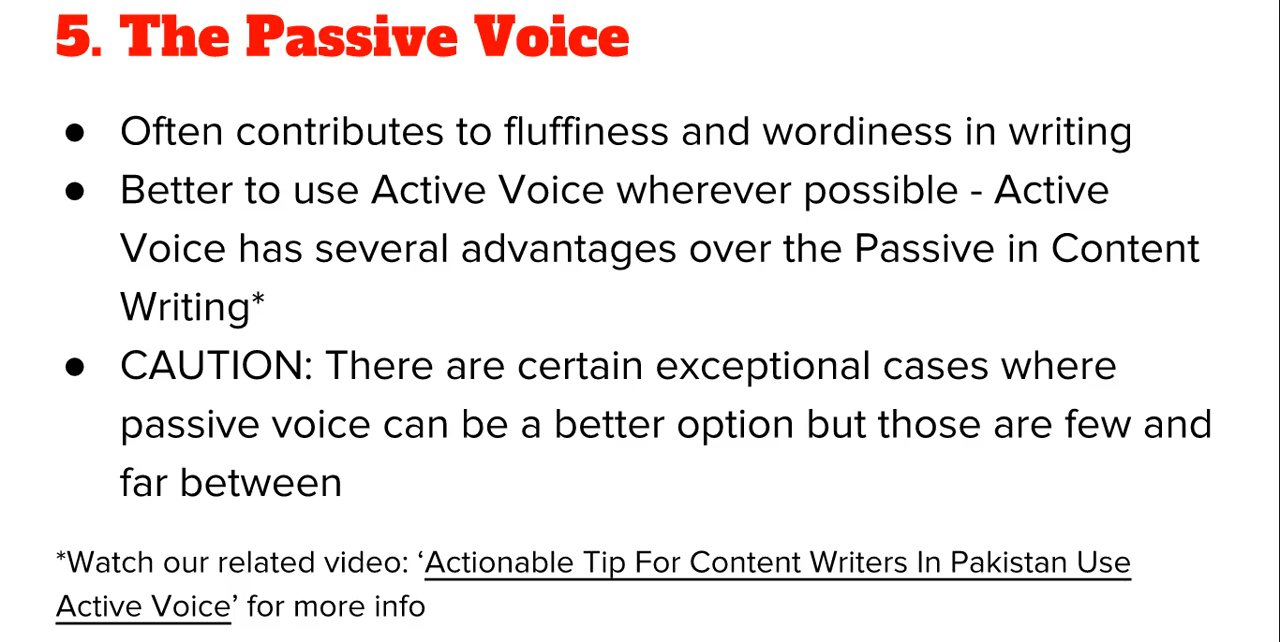 5. The Passive Voice
● Often contributes to fluffiness and wordiness in writing
● Better to use Active Voice wherever possible - Active
Voice has several advantages over the Passive in Content
Writing*
● CAUTION: There are certain exceptional cases where
passive voice can be a better option but those are few and
far between
*Watch our related video: ‘Actionable Tip For Content Writers In Pakistan Use
Active Voice’ for more info